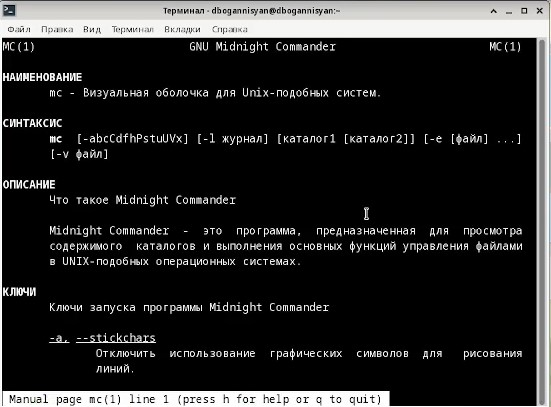 Терминал - dbogannisyan@dbogannisyan:~
Файл Правка Вид Терминал Вкладки Справка
MC(1) GNU Midnight Commander MC(1)
НАИМЕНОВАНИЕ
mc - Визуальная оболочка для Unix-подобных систем.
СИНТАКСИС
mc [-abcCdfhPstuUVx] [-l журнал] [каталог1 [каталог2]] [-e [файл] ...]
[-v файл]
ОПИСАНИЕ
Что такое Midnight Commander
Midnight Commander - это программа, предназначенная для просмотра
содержимого каталогов и выполнения основных функций управления файлами
в UNIX-подобных операционных системах.
КЛЮЧИ
Ключи запуска программы Midnight Commander
-a, --stickchars
Отключить использование графических символов для рисования
линий.
Manual page mc(1) line 1 (press h for help or q to quit)